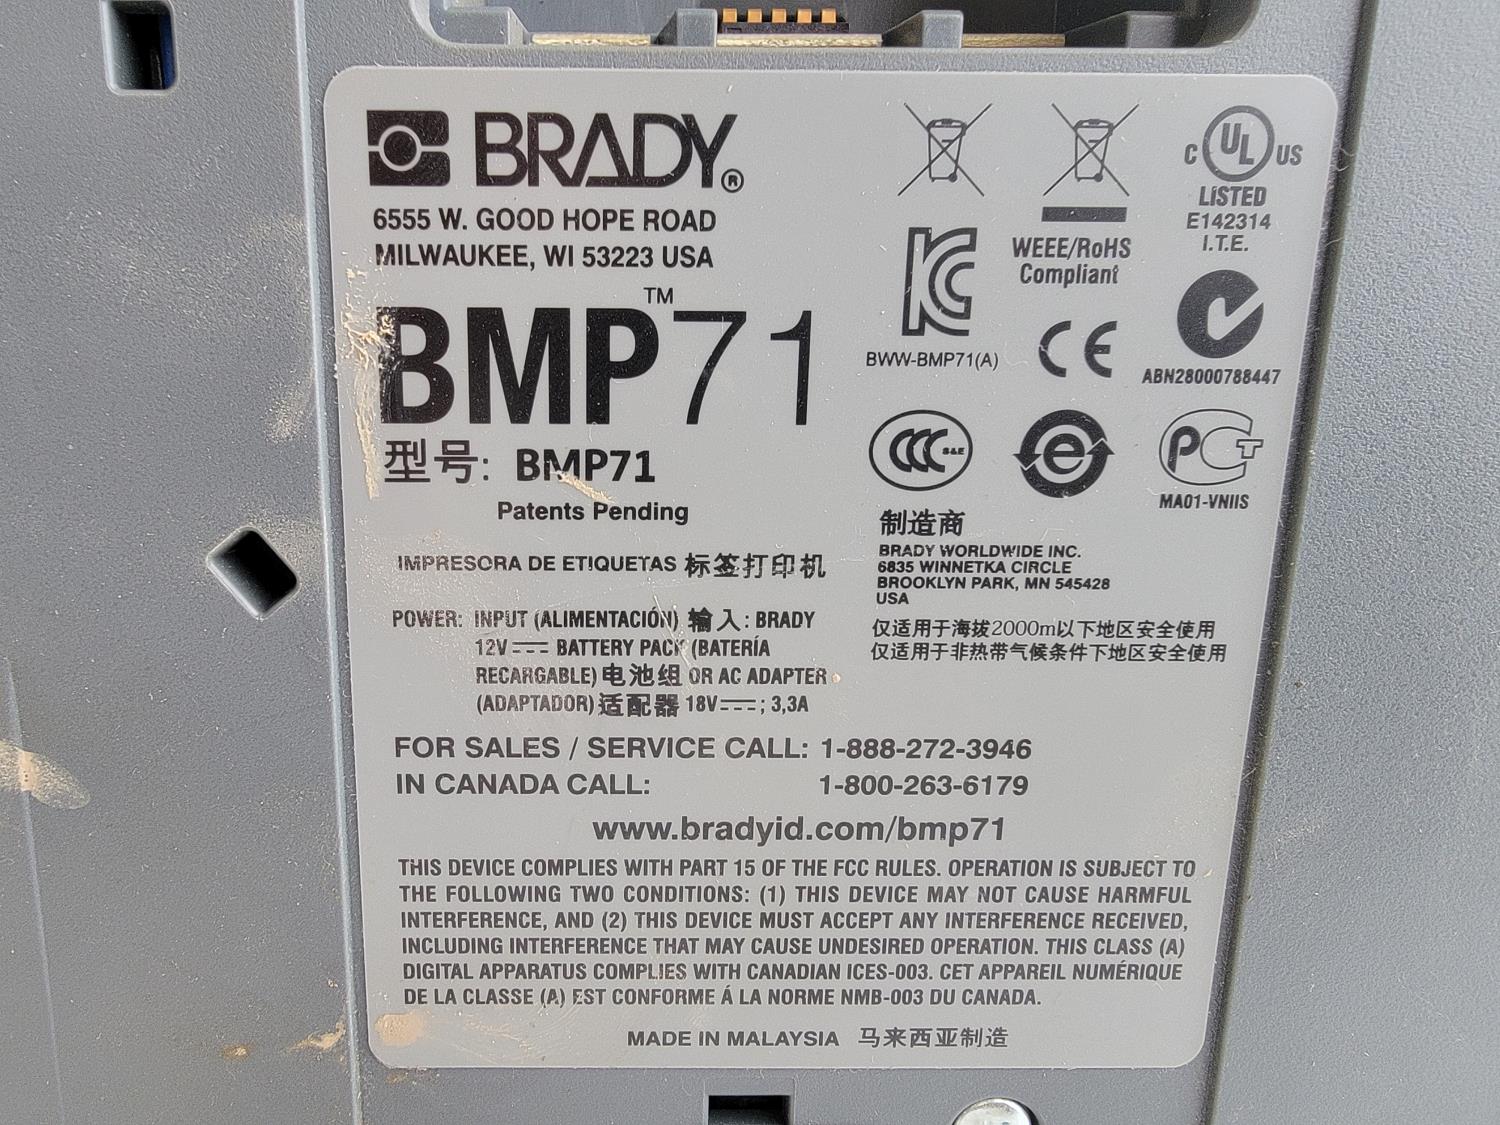 BRADY®
6555 W. GOOD HOPE ROAD
MILWAUKEE, WI 53223 USA
BMP™71
型号: BMP71
Patents Pending
IMPRESORA DE ETIQUETAS 标签打印机
POWER: INPUT (ALIMENTACIÓN) 输入: BRADY
12V BATTERY PACK (BATERÍA
RECARGABLE) 电池组 OR AC ADAPTER
(ADAPTADOR) 适配器 18V ; 3,3A
WEEE/RoHS
Compliant
C UL US
LISTED
E142314
I.T.E.
KC
BWW-BMP71(A)
CE
ABN28000788447
CCC S&E
e
PCT
MA01-VNIIS
制造商
BRADY WORLDWIDE INC.
6835 WINNETKA CIRCLE
BROOKLYN PARK, MN 545428
USA
仅适用于海拔2000m以下地区安全使用
仅适用于非热带气候条件下地区安全使用
FOR SALES / SERVICE CALL: 1-888-272-3946
IN CANADA CALL: 1-800-263-6179
www.bradyid.com/bmp71
THIS DEVICE COMPLIES WITH PART 15 OF THE FCC RULES. OPERATION IS SUBJECT TO
THE FOLLOWING TWO CONDITIONS: (1) THIS DEVICE MAY NOT CAUSE HARMFUL
INTERFERENCE, AND (2) THIS DEVICE MUST ACCEPT ANY INTERFERENCE RECEIVED,
INCLUDING INTERFERENCE THAT MAY CAUSE UNDESIRED OPERATION. THIS CLASS (A)
DIGITAL APPARATUS COMPLIES WITH CANADIAN ICES-003. CET APPAREIL NUMÉRIQUE
DE LA CLASSE (A) EST CONFORME Á LA NORME NMB-003 DU CANADA.
MADE IN MALAYSIA 马来西亚制造